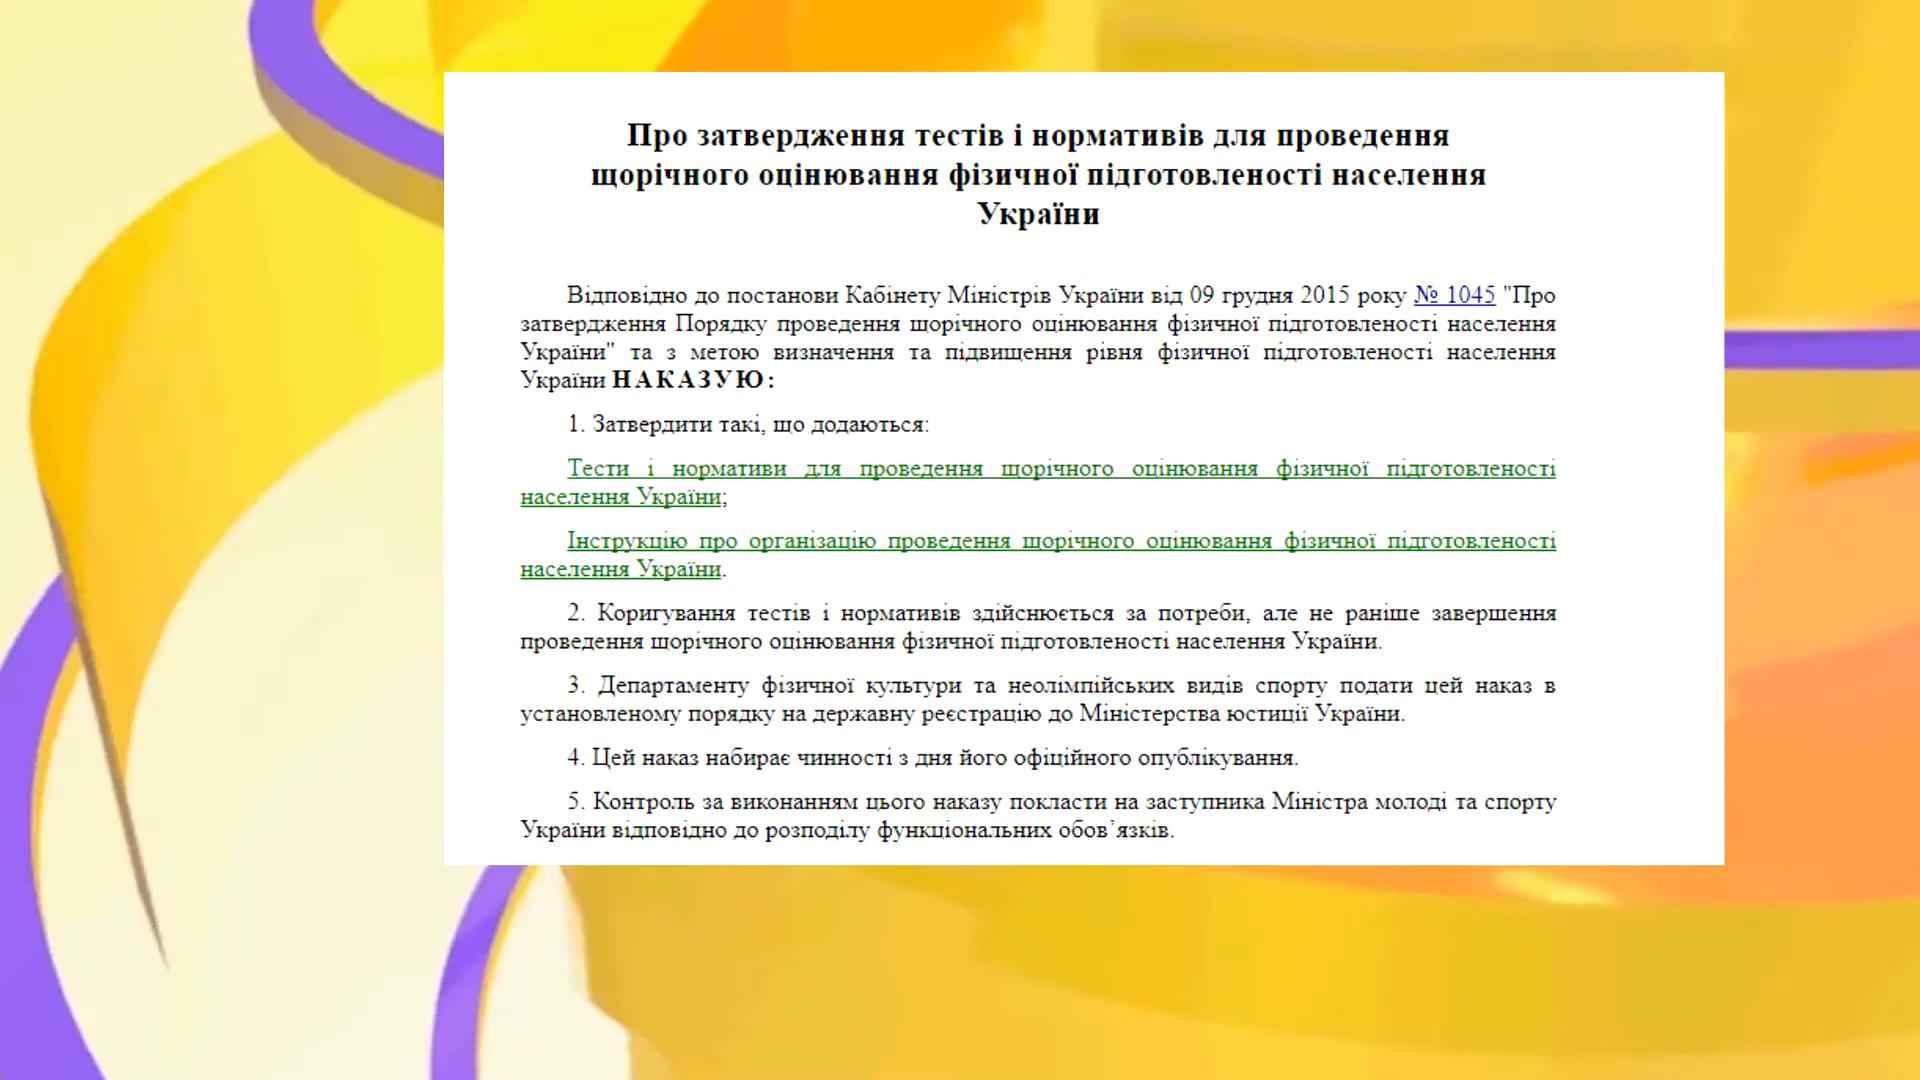 Про затвердження тестів і нормативів для проведення
щорічного оцінювання фізичної підготовленості населення
України
Відповідно до постанови Кабінету Міністрів України від 09 грудня 2015 року № 1045 "Про
затвердження Порядку проведення щорічного оцінювання фізичної підготовленості населення
України" та з метою визначення та підвищення рівня фізичної підготовленості населення
України НАКАЗУЮ:
1. Затвердити такі, що додаються:
Тести і нормативи для проведення щорічного оцінювання фізичної підготовленості
населення України;
Інструкцію про організацію проведення щорічного оцінювання фізичної підготовленості
населення України.
2. Коригування тестів і нормативів здійснюється за потреби, але не раніше завершення
проведення щорічного оцінювання фізичної підготовленості населення України.
3. Департаменту фізичної культури та неолімпійських видів спорту подати цей наказ в
установленому порядку на державну реєстрацію до Міністерства юстиції України.
4. Цей наказ набирає чинності з дня його офіційного опублікування.
5. Контроль за виконанням цього наказу покласти на заступника Міністра молоді та спорту
України відповідно до розподілу функціональних обов’язків.